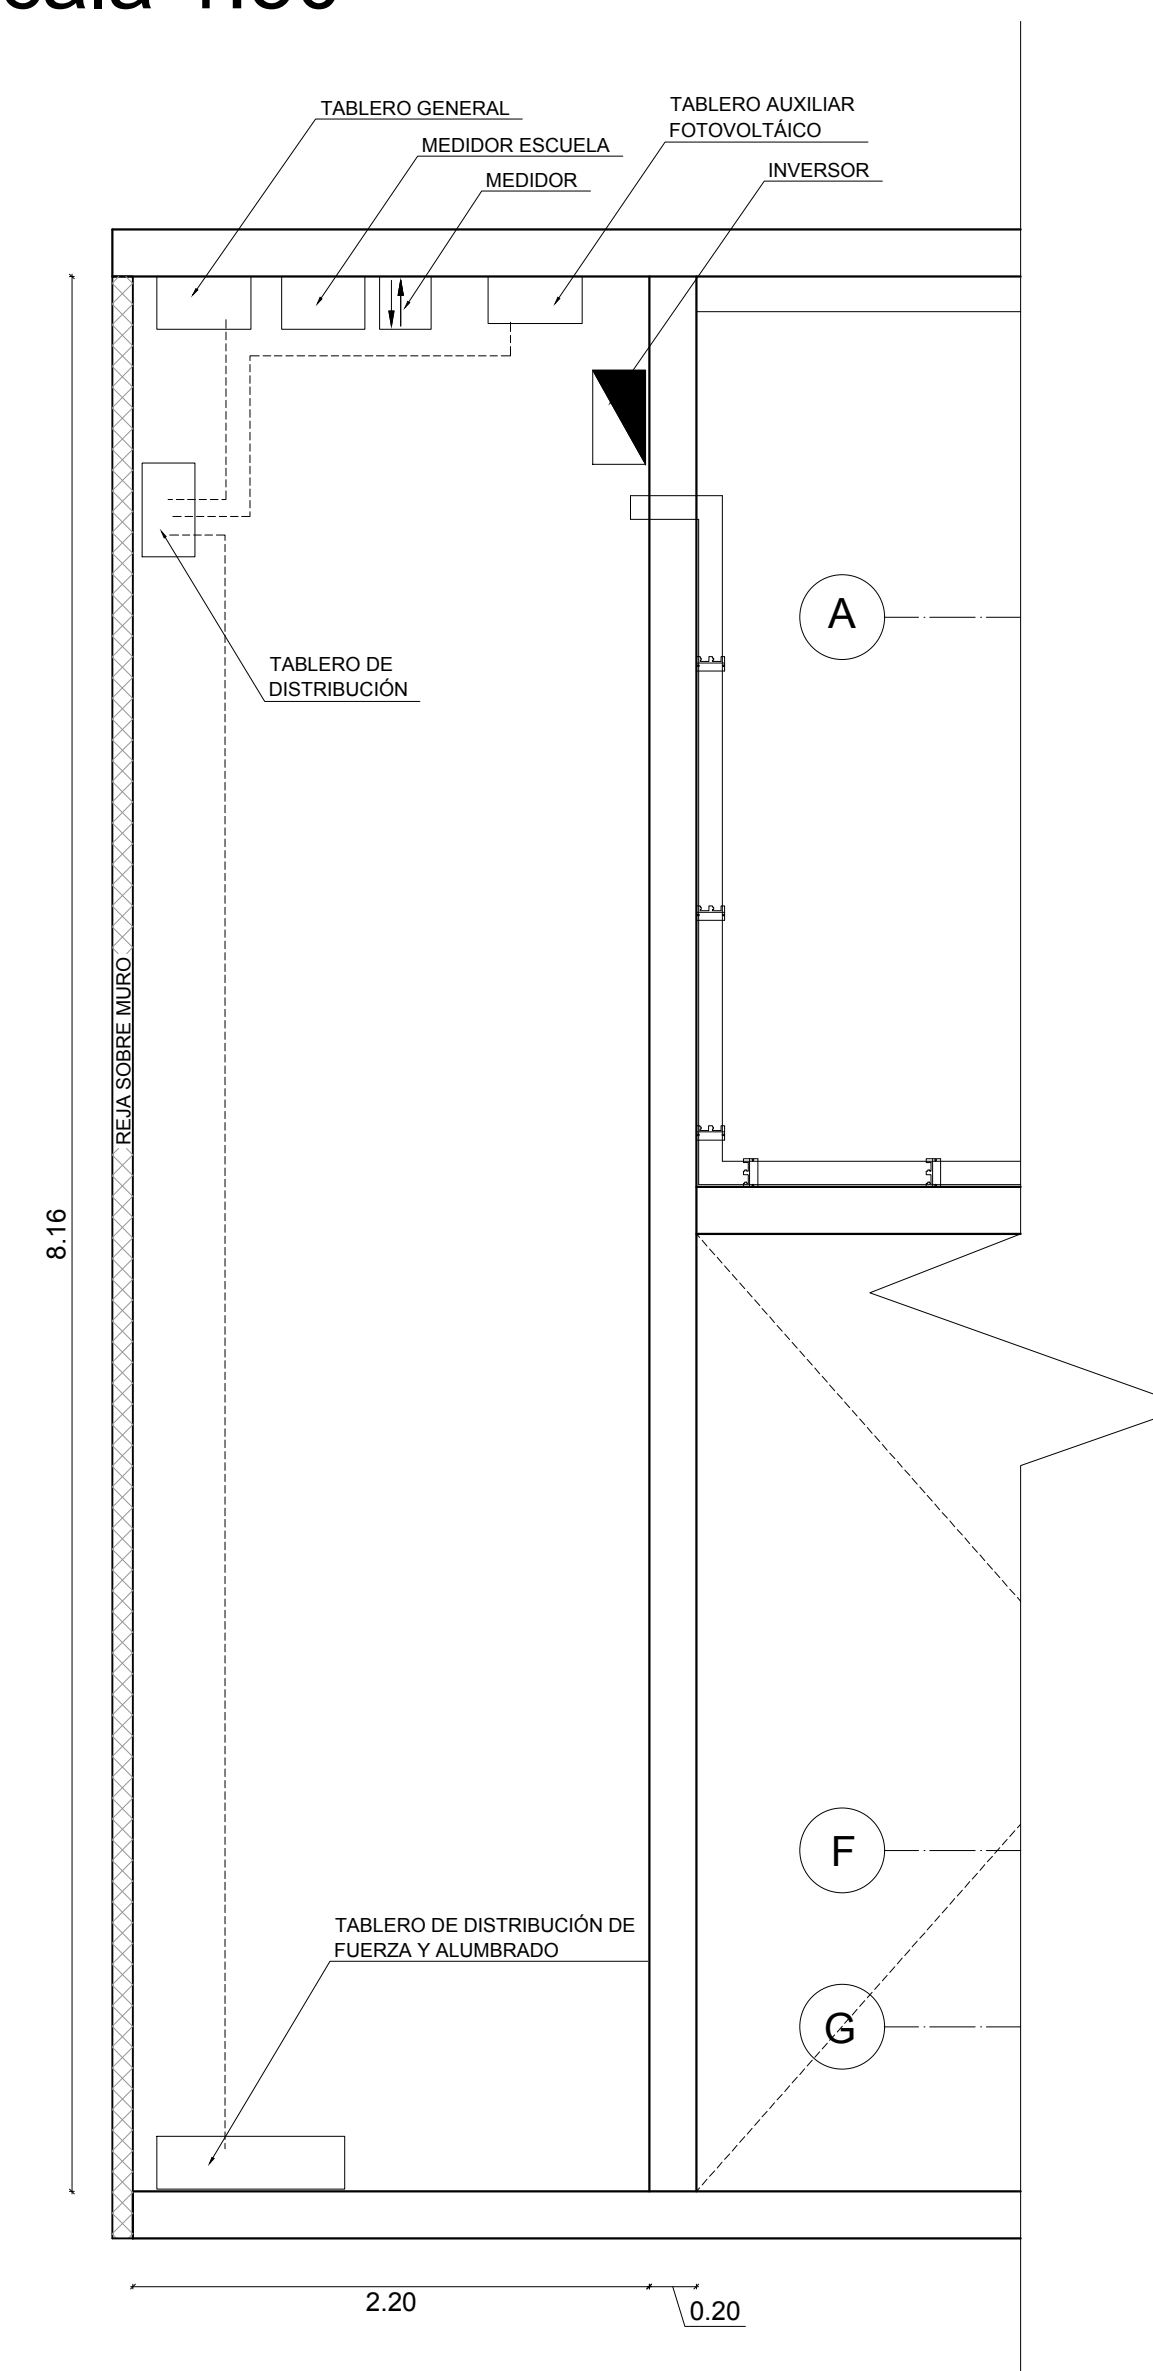 TABLERO GENERAL
TABLERO AUXILIAR
FOTOVOLTÁICO
MEDIDOR ESCUELA
INVERSOR
MEDIDOR
A
TABLERO DE
DISTRIBUCIÓN
REJA SOBRE MURO
8.16
F
TABLERO DE DISTRIBUCIÓN DE
FUERZA Y ALUMBRADO
G
2.20
0.20